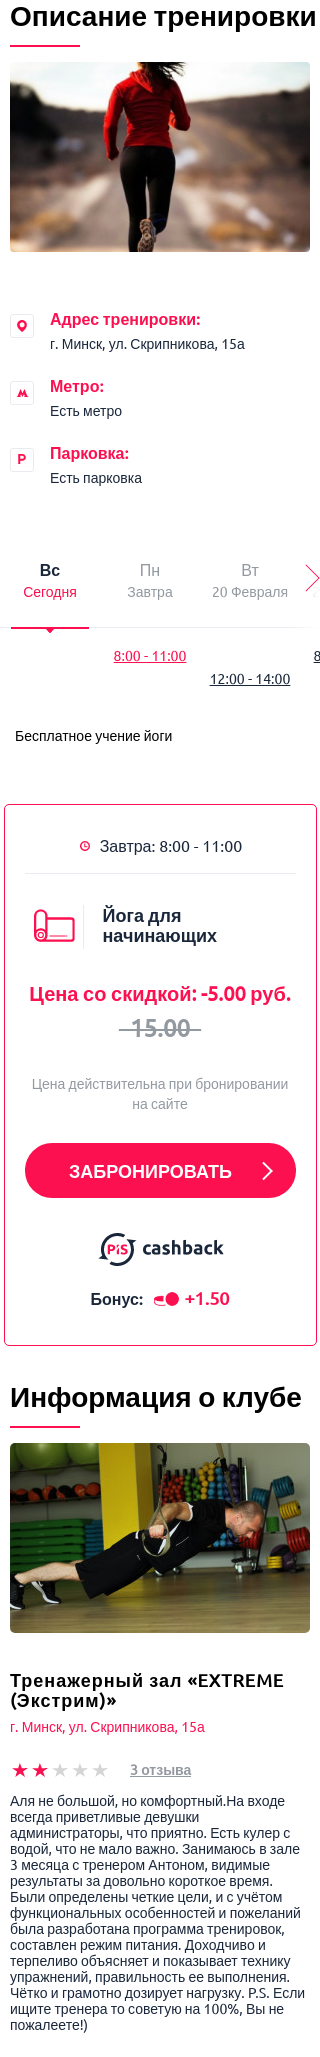 Описание тренировки
Адрес тренировки:
г. Минск, ул. Скрипникова, 15а
Метро:
Есть метро
P
Парковка:
Есть парковка
Вс
Сегодня
Пн
Завтра
Вт
20 Февраля
8:00 - 11:00
8
12:00 - 14:00
Бесплатное учение йоги
Завтра: 8:00 - 11:00
Йога для
начинающих
Цена со скидкой: -5.00 руб.
15.00
Цена действительна при бронировании
на сайте
ЗАБРОНИРОВАТЬ
PiS cashback
Бонус: +1.50
Информация о клубе
Тренажерный зал «EXTREME
(Экстрим)»
г. Минск, ул. Скрипникова, 15а
3 отзыва
Аля не большой, но комфортный.На входе
всегда приветливые девушки
администраторы, что приятно. Есть кулер с
водой, что не мало важно. Занимаюсь в зале
3 месяца с тренером Антоном, видимые
результаты за довольно короткое время.
Были определены четкие цели, и с учётом
функциональных особенностей и пожеланий
была разработана программа тренировок,
составлен режим питания. Доходчиво и
терпеливо объясняет и показывает технику
упражнений, правильность ее выполнения.
Чётко и грамотно дозирует нагрузку. P.S. Если
ищите тренера то советую на 100%, Вы не
пожалеете!)